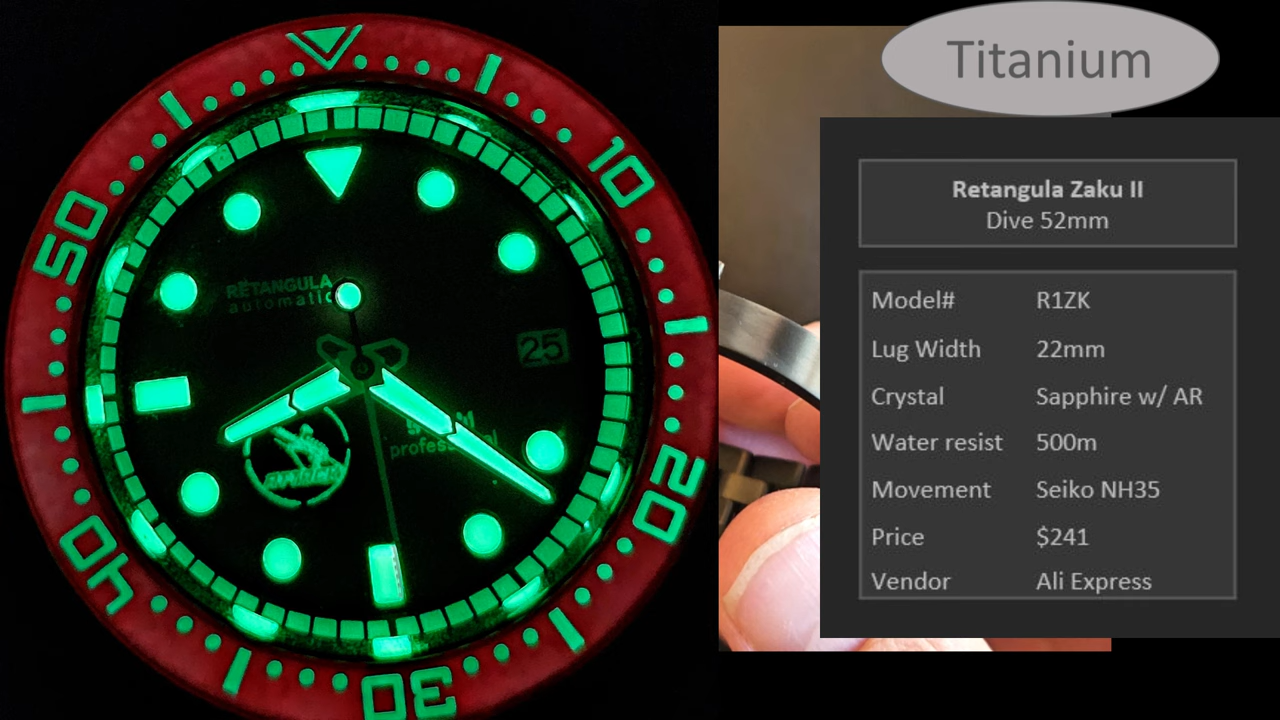 10
20
30
40
50
RETANGULA
automatic
25
Titanium
Retangula Zaku II
Dive 52mm
Model# R1ZK
Lug Width 22mm
Crystal Sapphire w/ AR
Water resist 500m
Movement Seiko NH35
Price $241
Vendor Ali Express